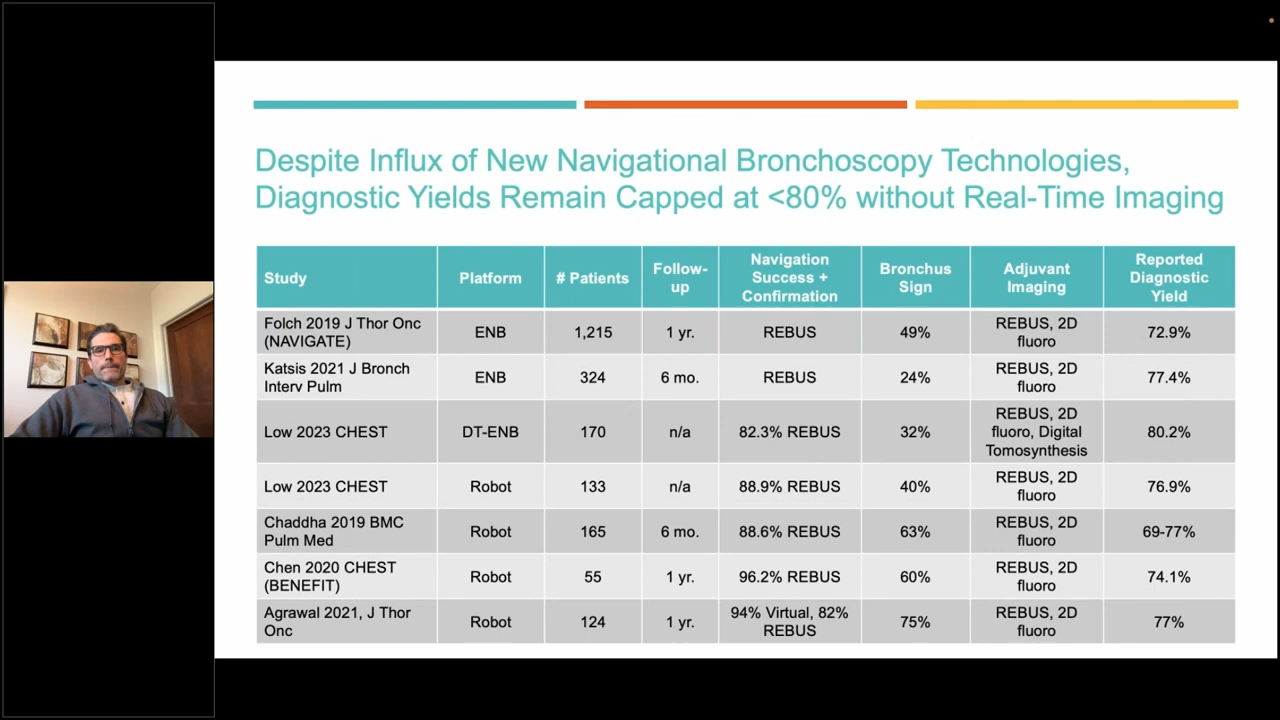 Despite Influx of New Navigational Bronchoscopy Technologies,
Diagnostic Yields Remain Capped at <80% without Real-Time Imaging
Study
Platform
# Patients
Follow-
up
Navigation
Success +
Confirmation
Bronchus
Sign
Adjuvant
Imaging
Reported
Diagnostic
Yield
Folch 2019 J Thor Onc
(NAVIGATE)
ENB
1,215
1 yr.
REBUS
49%
REBUS, 2D
fluoro
72.9%
Katsis 2021 J Bronch
Interv Pulm
ENB
324
6 mo.
REBUS
24%
REBUS, 2D
fluoro
77.4%
Low 2023 CHEST
DT-ENB
170
n/a
82.3% REBUS
32%
REBUS, 2D
fluoro, Digital
Tomosynthesis
80.2%
Low 2023 CHEST
Robot
133
n/a
88.9% REBUS
40%
REBUS, 2D
fluoro
76.9%
Chaddha 2019 BMC
Pulm Med
Robot
165
6 mo.
88.6% REBUS
63%
REBUS, 2D
fluoro
69-77%
Chen 2020 CHEST
(BENEFIT)
Robot
55
1 yr.
96.2% REBUS
60%
REBUS, 2D
fluoro
74.1%
Agrawal 2021, J Thor
Onc
Robot
124
1 yr.
94% Virtual, 82%
REBUS
75%
REBUS, 2D
fluoro
77%